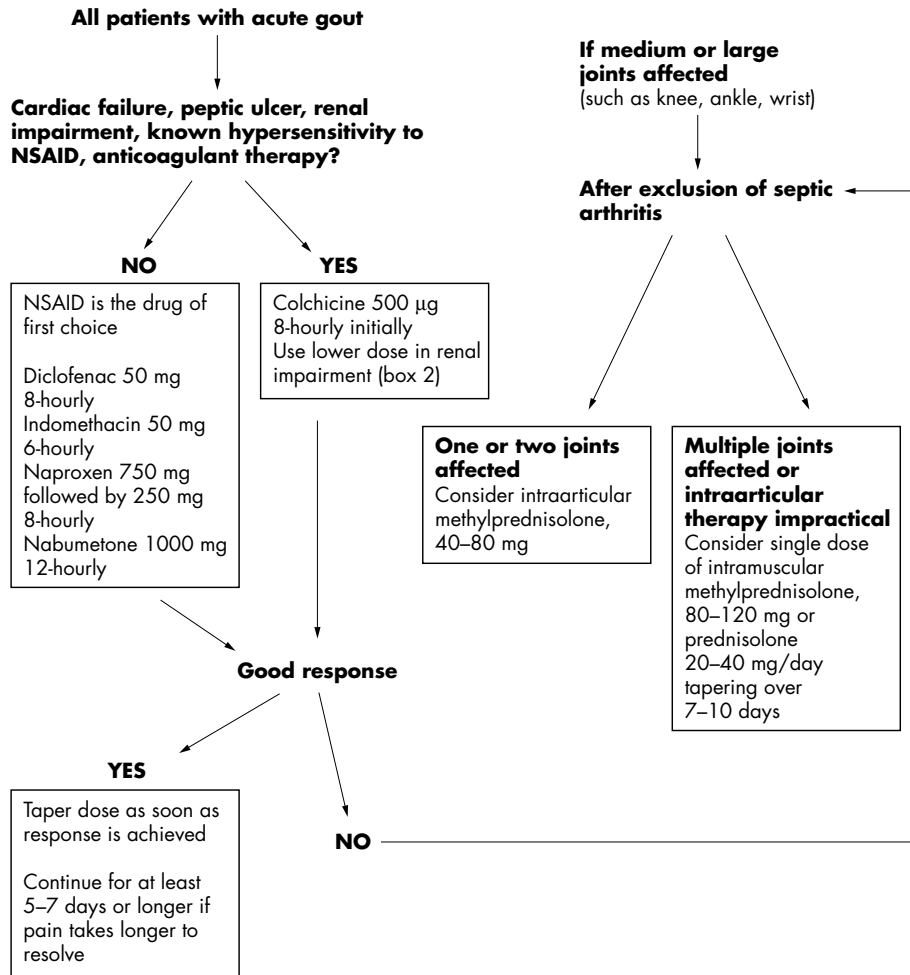 All patients with acute gout
Cardiac failure, peptic ulcer, renal
impairment, known hypersensitivity to
NSAID, anticoagulant therapy?
NO
NSAID is the drug of
first choice
Diclofenac 50 mg
8-hourly
Indomethacin 50 mg
6-hourly
Naproxen 750 mg
followed by 250 mg
8-hourly
Nabumetone 1000 mg
12-hourly
YES
Colchicine 500 µg
8-hourly initially
Use lower dose in renal
impairment (box 2)
Good response
YES
Taper dose as soon as
response is achieved
Continue for at least
5–7 days or longer if
pain takes longer to
resolve
NO
If medium or large
joints affected
(such as knee, ankle, wrist)
After exclusion of septic
arthritis
One or two joints
affected
Consider intraarticular
methylprednisolone,
40–80 mg
Multiple joints
affected or
intraarticular
therapy impractical
Consider single dose
of intramuscular
methylprednisolone,
80–120 mg or
prednisolone
20–40 mg/day
tapering over
7–10 days